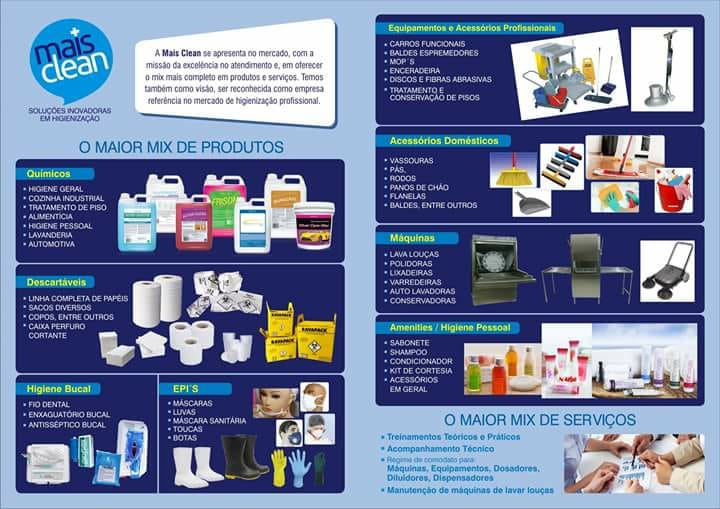 mais
clean
SOLUÇÕES INOVADORAS
EM HIGIENIZAÇÃO
A Mais Clean se apresenta no mercado, com a
missão da excelência no atendimento e, em oferecer
o mix mais completo em produtos e serviços. Temos
também como visão, ser reconhecida como empresa
referência no mercado de higienização profissional.
O MAIOR MIX DE PRODUTOS
Químicos
HIGIENE GERAL
COZINHA INDUSTRIAL
TRATAMENTO DE PISO
ALIMENTÍCIA
HIGIENE PESSOAL
LAVANDERIA
AUTOMOTIVA
FRISON
Descartáveis
LINHA COMPLETA DE PAPÉIS
SACOS DIVERSOS
COPOS, ENTRE OUTROS
CAIXA PERFURO
CORTANTE
RAVAPACK
RAVAPACK
Higiene Bucal
FIO DENTAL
ENXAGUATÓRIO BUCAL
ANTISSÉPTICO BUCAL
EPI´S
MÁSCARAS
LUVAS
MÁSCARA SANITÁRIA
TOUCAS
BOTAS
Equipamentos e Acessórios Profissionais
CARROS FUNCIONAIS
BALDES ESPREMEDORES
MOP´S
ENCERADEIRA
DISCOS E FIBRAS ABRASIVAS
TRATAMENTO E
CONSERVAÇÃO DE PISOS
Acessórios Domésticos
VASSOURAS
PÁS,
RODOS
PANOS DE CHÃO
FLANELAS
BALDES, ENTRE OUTROS
Máquinas
LAVA LOUÇAS
POLIDORAS
LIXADEIRAS
VARREDEIRAS
AUTO LAVADORAS
CONSERVADORAS
Amenities / Higiene Pessoal
SABONETE
SHAMPOO
CONDICIONADOR
KIT DE CORTESIA
ACESSÓRIOS
EM GERAL
O MAIOR MIX DE SERVIÇOS
Treinamentos Teóricos e Práticos
Acompanhamento Técnico
Regime de comodato para:
Máquinas, Equipamentos, Dosadores,
Diluidores, Dispensadores
Manutenção de máquinas de lavar louças